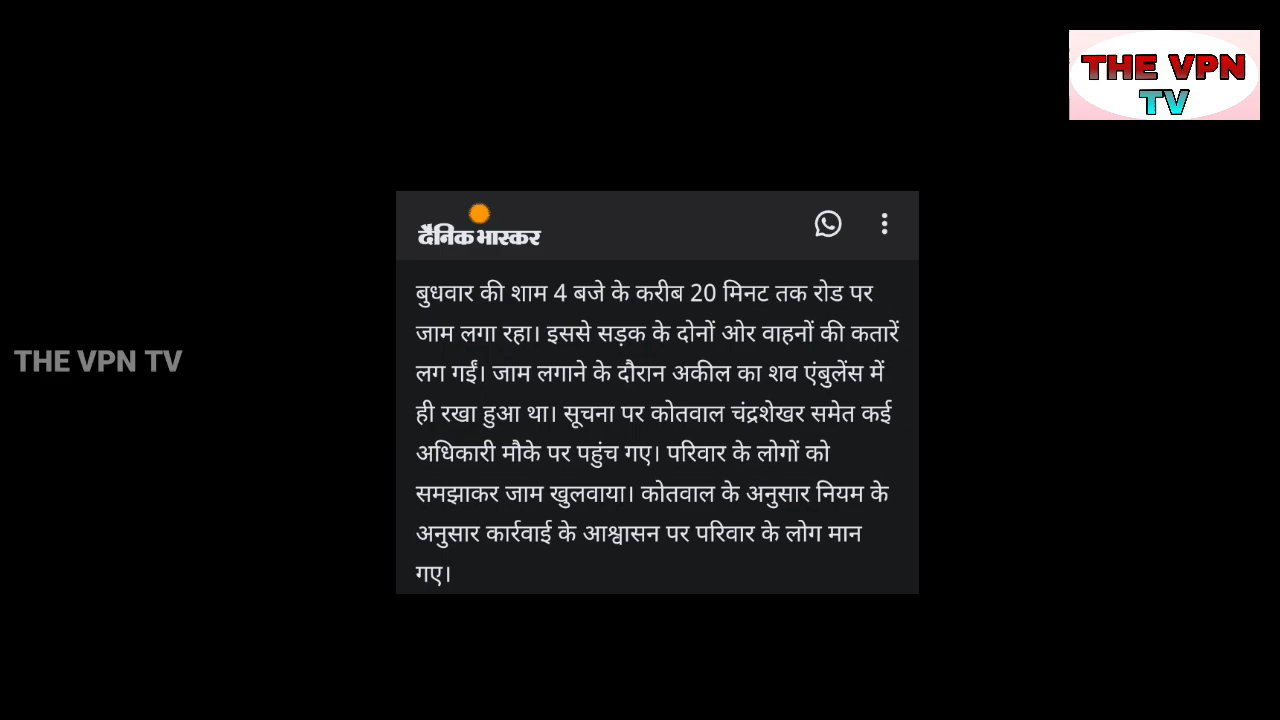 THE VPN
TV
दैनिक भास्कर
बुधवार की शाम 4 बजे के करीब 20 मिनट तक रोड पर
जाम लगा रहा। इससे सड़क के दोनों ओर वाहनों की कतारें
लग गईं। जाम लगाने के दौरान अकील का शव एंबुलेंस में
ही रखा हुआ था। सूचना पर कोतवाल चंद्रशेखर समेत कई
अधिकारी मौके पर पहुंच गए। परिवार के लोगों को
समझाकर जाम खुलवाया। कोतवाल के अनुसार नियम के
अनुसार कार्रवाई के आश्वासन पर परिवार के लोग मान
गए।
THE VPN TV